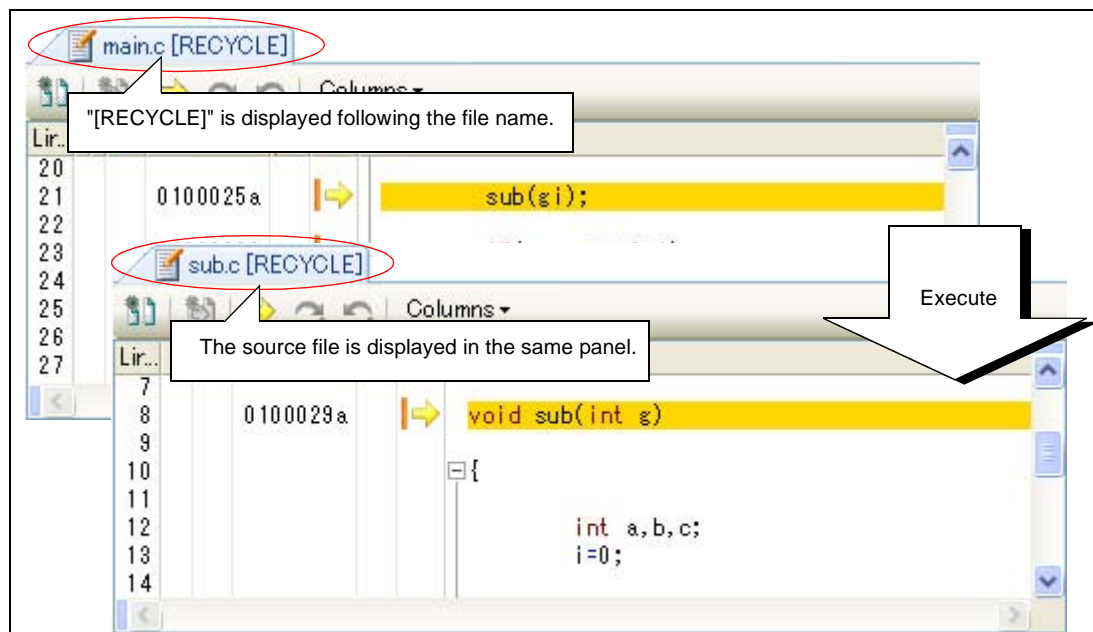 main.c [RECYCLE]
Columns
"[RECYCLE]" is displayed following the file name.
Lir...
20
21 0100025a sub(gi);
22
23
24
25
26
27
sub.c [RECYCLE]
Columns
Execute
The source file is displayed in the same panel.
Lir...
7
8 0100029a void sub(int g)
9
10 {
11
12 int a,b,c;
13 i=0;
14